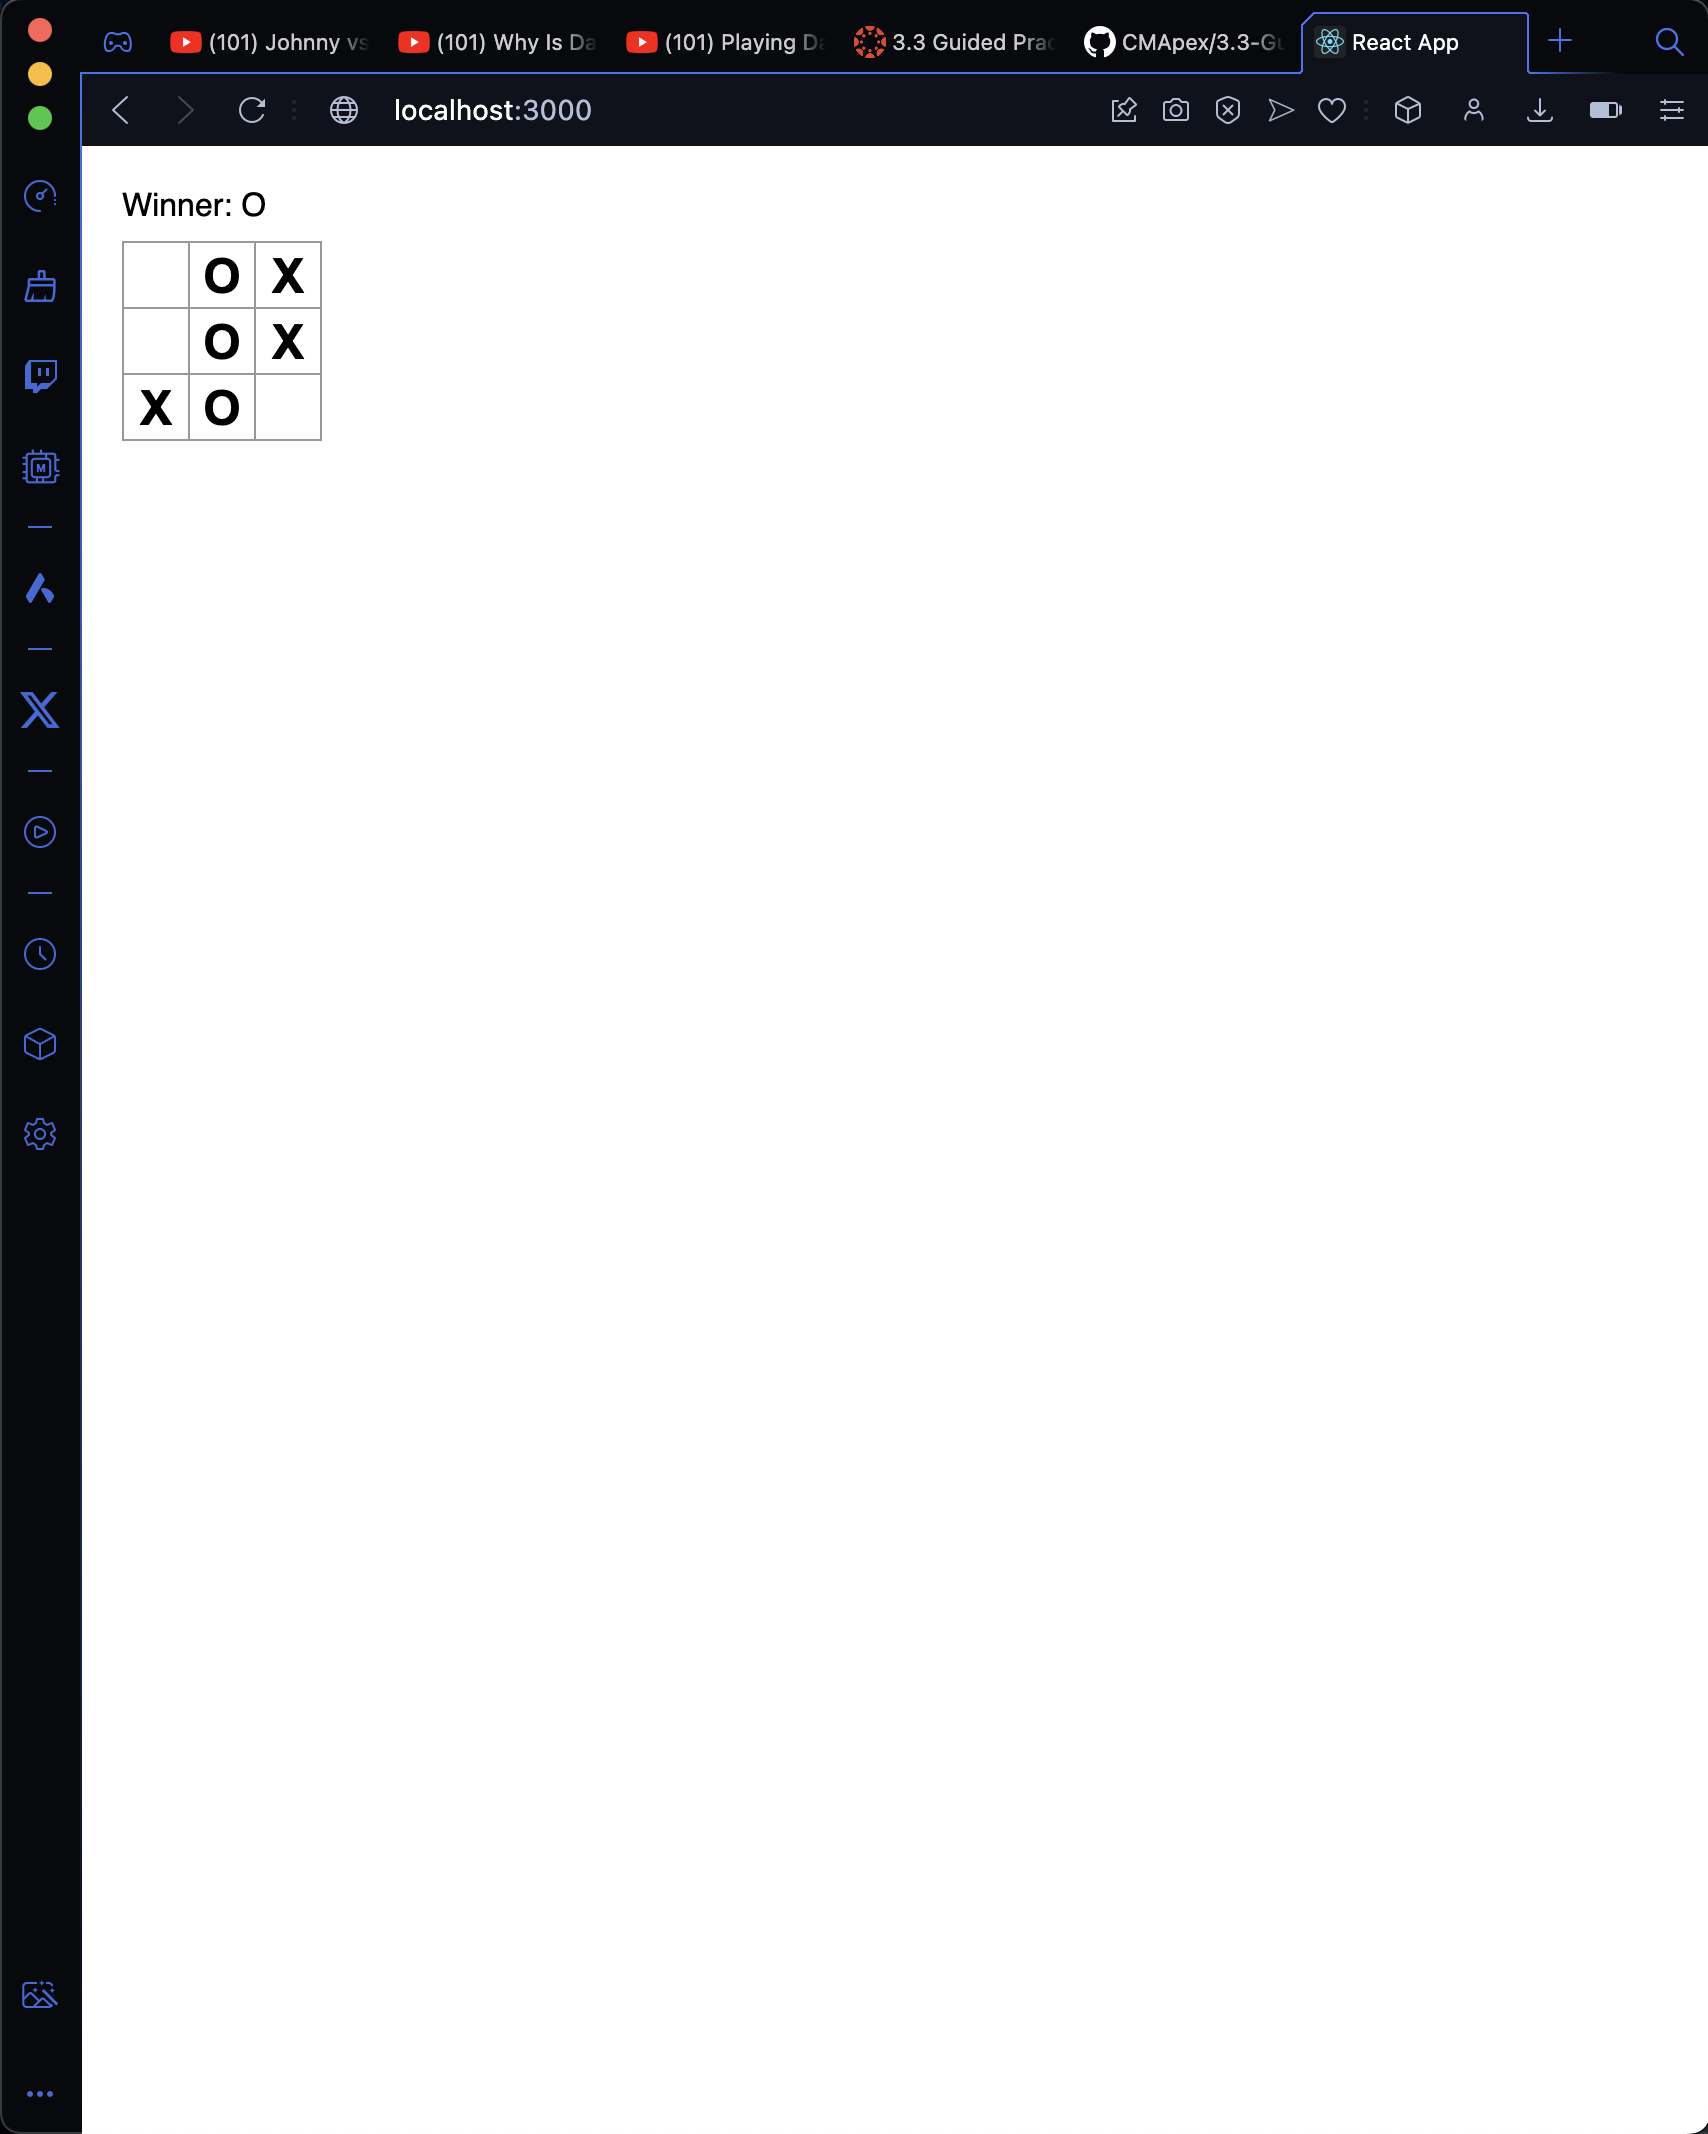 (101) Johnny vs
(101) Why Is Da
(101) Playing Da
3.3 Guided Prac
CMApex/3.3-Gu
React App
localhost:3000
Winner: O
O X
O X
X O
M